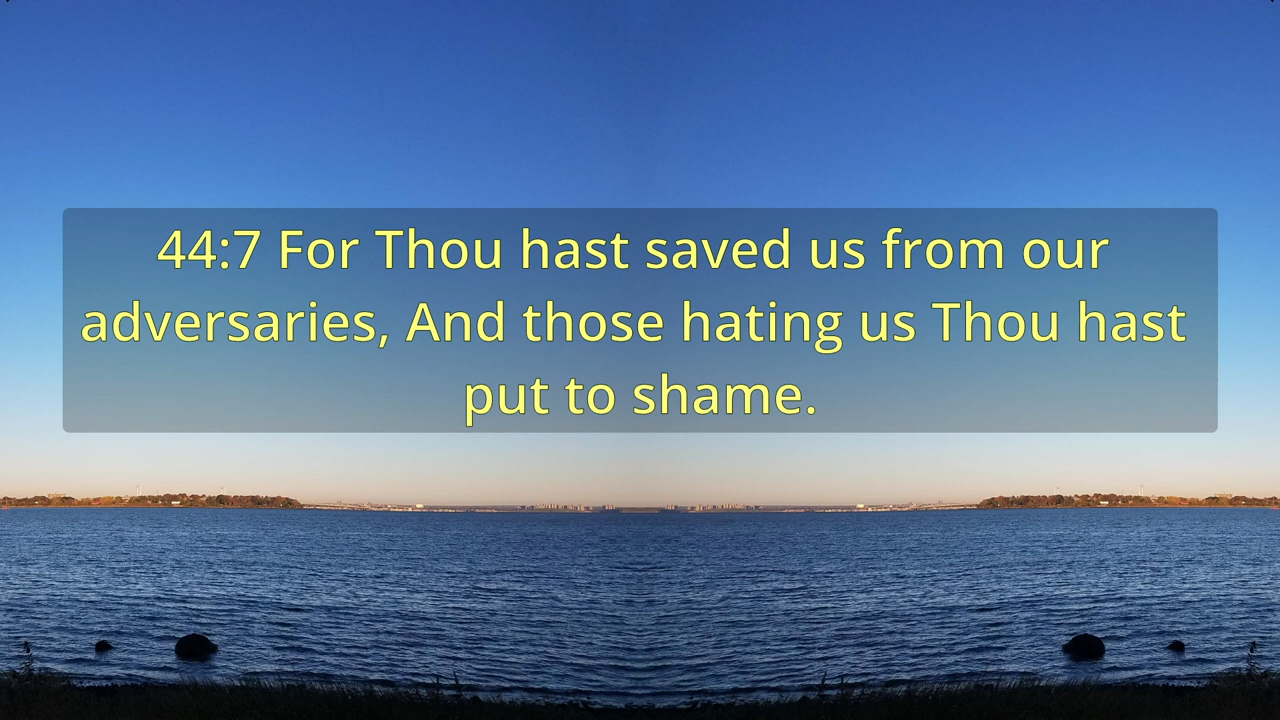 44:7 For Thou hast saved us from our
adversaries, And those hating us Thou hast
put to shame.